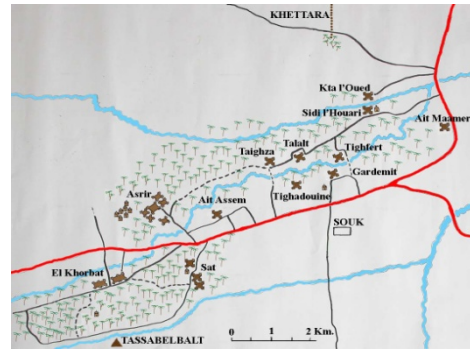 KHETTARA
Kta l'Oued
Sidi l'Houari
Ait Maamer
Talalt
Tighfert
Taighza
Gardemit
Asrir
Tighadouine
Ait Assem
SOUK
El Khorbat
Sat
0 1 2 Km.
TASSABELBALT